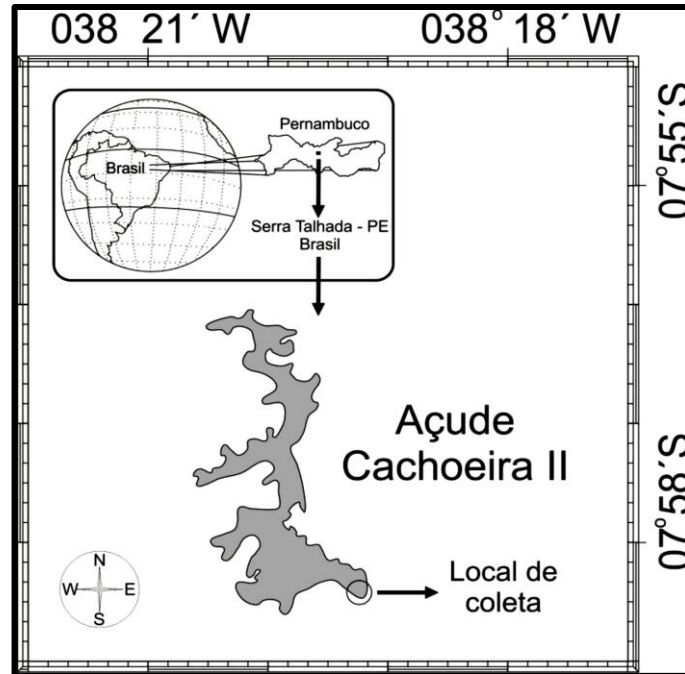 038 21´ W
038° 18´ W
07°55´S
Pernambuco
Brasil
Serra Talhada - PE
Brasil
Açude
Cachoeira II
07°58´S
N
W
E
S
Local de
coleta